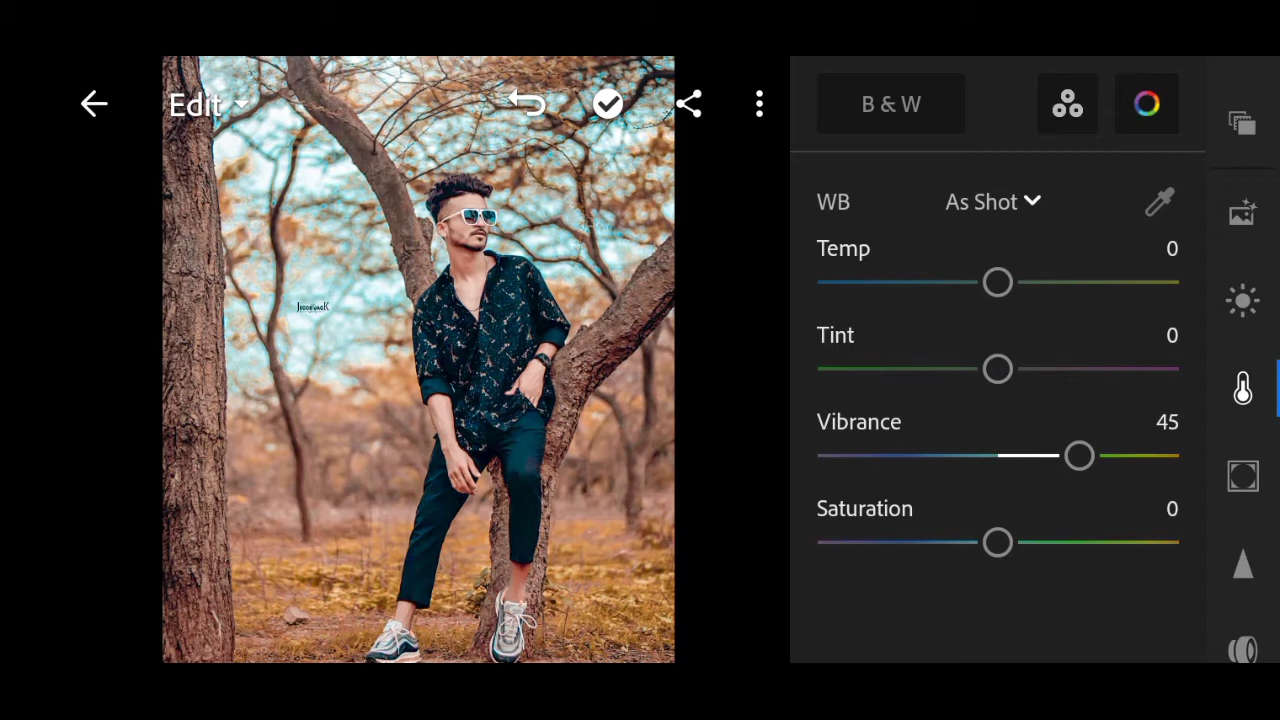 Edit
B & W
WB As Shot
Temp 0
Tint 0
Vibrance 45
Saturation 0